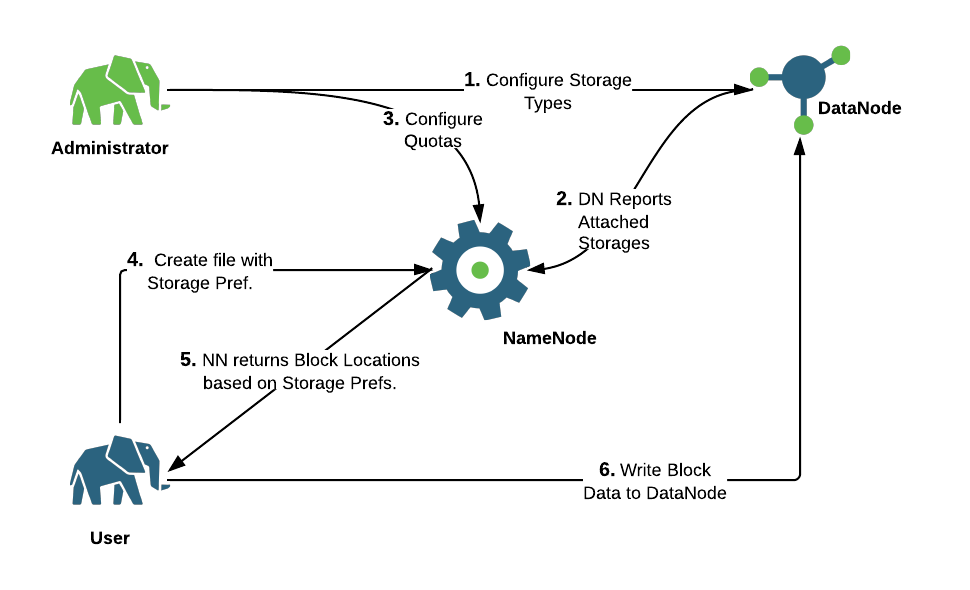 1. Configure Storage
Types
DataNode
3. Configure
Quotas
Administrator
2. DN Reports
Attached
Storages
4. Create file with
Storage Pref.
NameNode
5. NN returns Block Locations
based on Storage Prefs.
6. Write Block
Data to DataNode
User